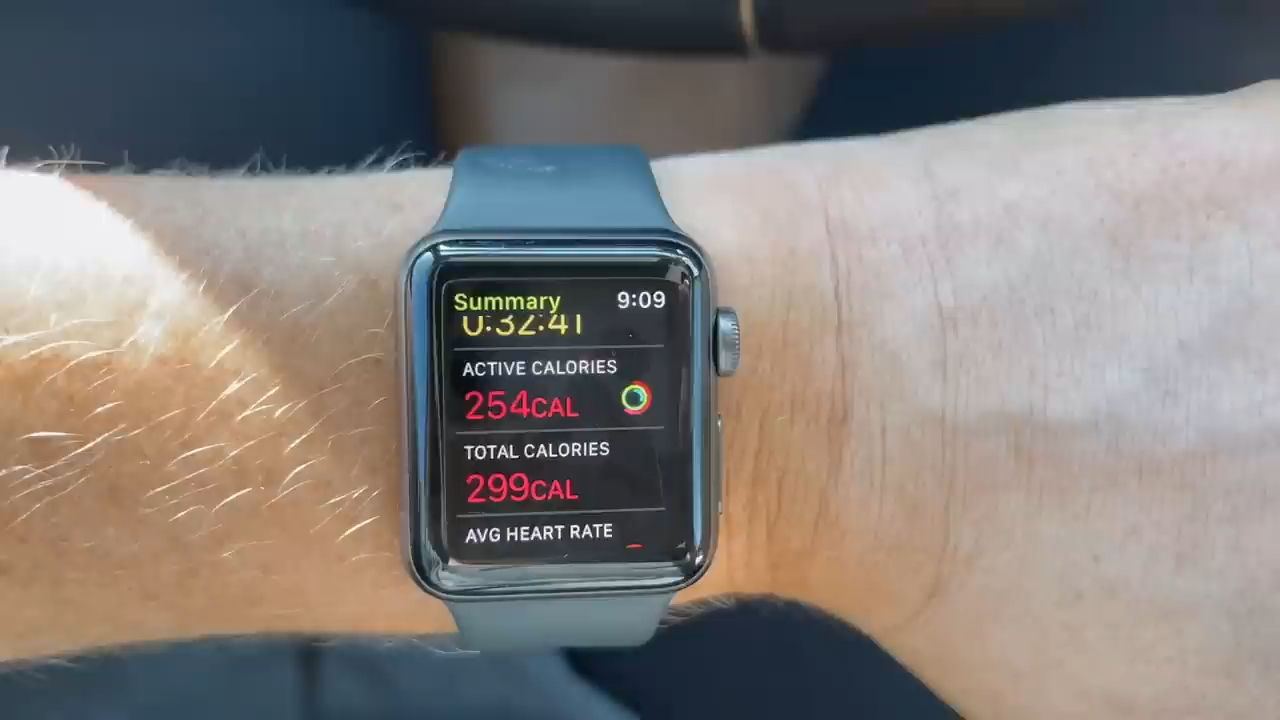 Summary 9:09
0:32:41
ACTIVE CALORIES
254CAL
TOTAL CALORIES
299CAL
AVG HEART RATE